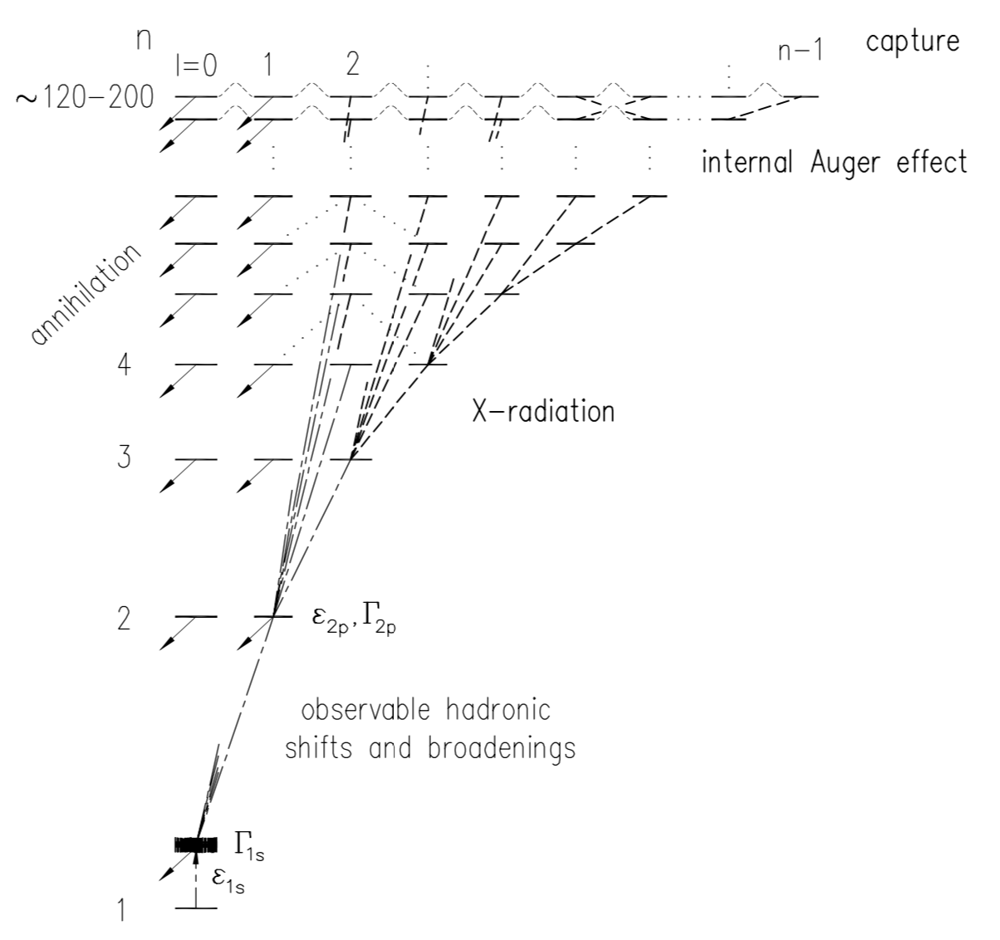 n
l=0 1 2 n-1 capture
~120-200
internal Auger effect
annihilation
4
X-radiation
3
2 ε2p, Γ2p
observable hadronic
shifts and broadenings
Γ1s
ε1s
1